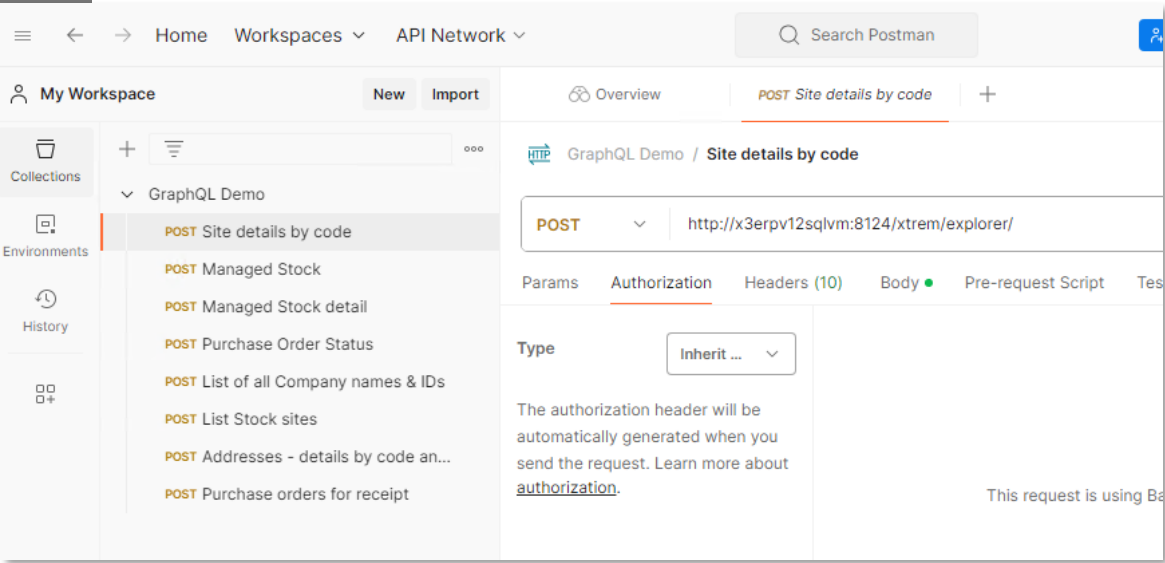 Home Workspaces API Network Search Postman
My Workspace New Import Overview POST Site details by code
Collections
Environments
History
GraphQL Demo
POST Site details by code
POST Managed Stock
POST Managed Stock detail
POST Purchase Order Status
POST List of all Company names & IDs
POST List Stock sites
POST Addresses - details by code an...
POST Purchase orders for receipt
HTTP GraphQL Demo / Site details by code
POST http://x3erpv12sqlvm:8124/xtrem/explorer/
Params Authorization Headers (10) Body Pre-request Script Tes
Type Inherit ...
The authorization header will be
automatically generated when you
send the request. Learn more about
authorization.
This request is using Ba